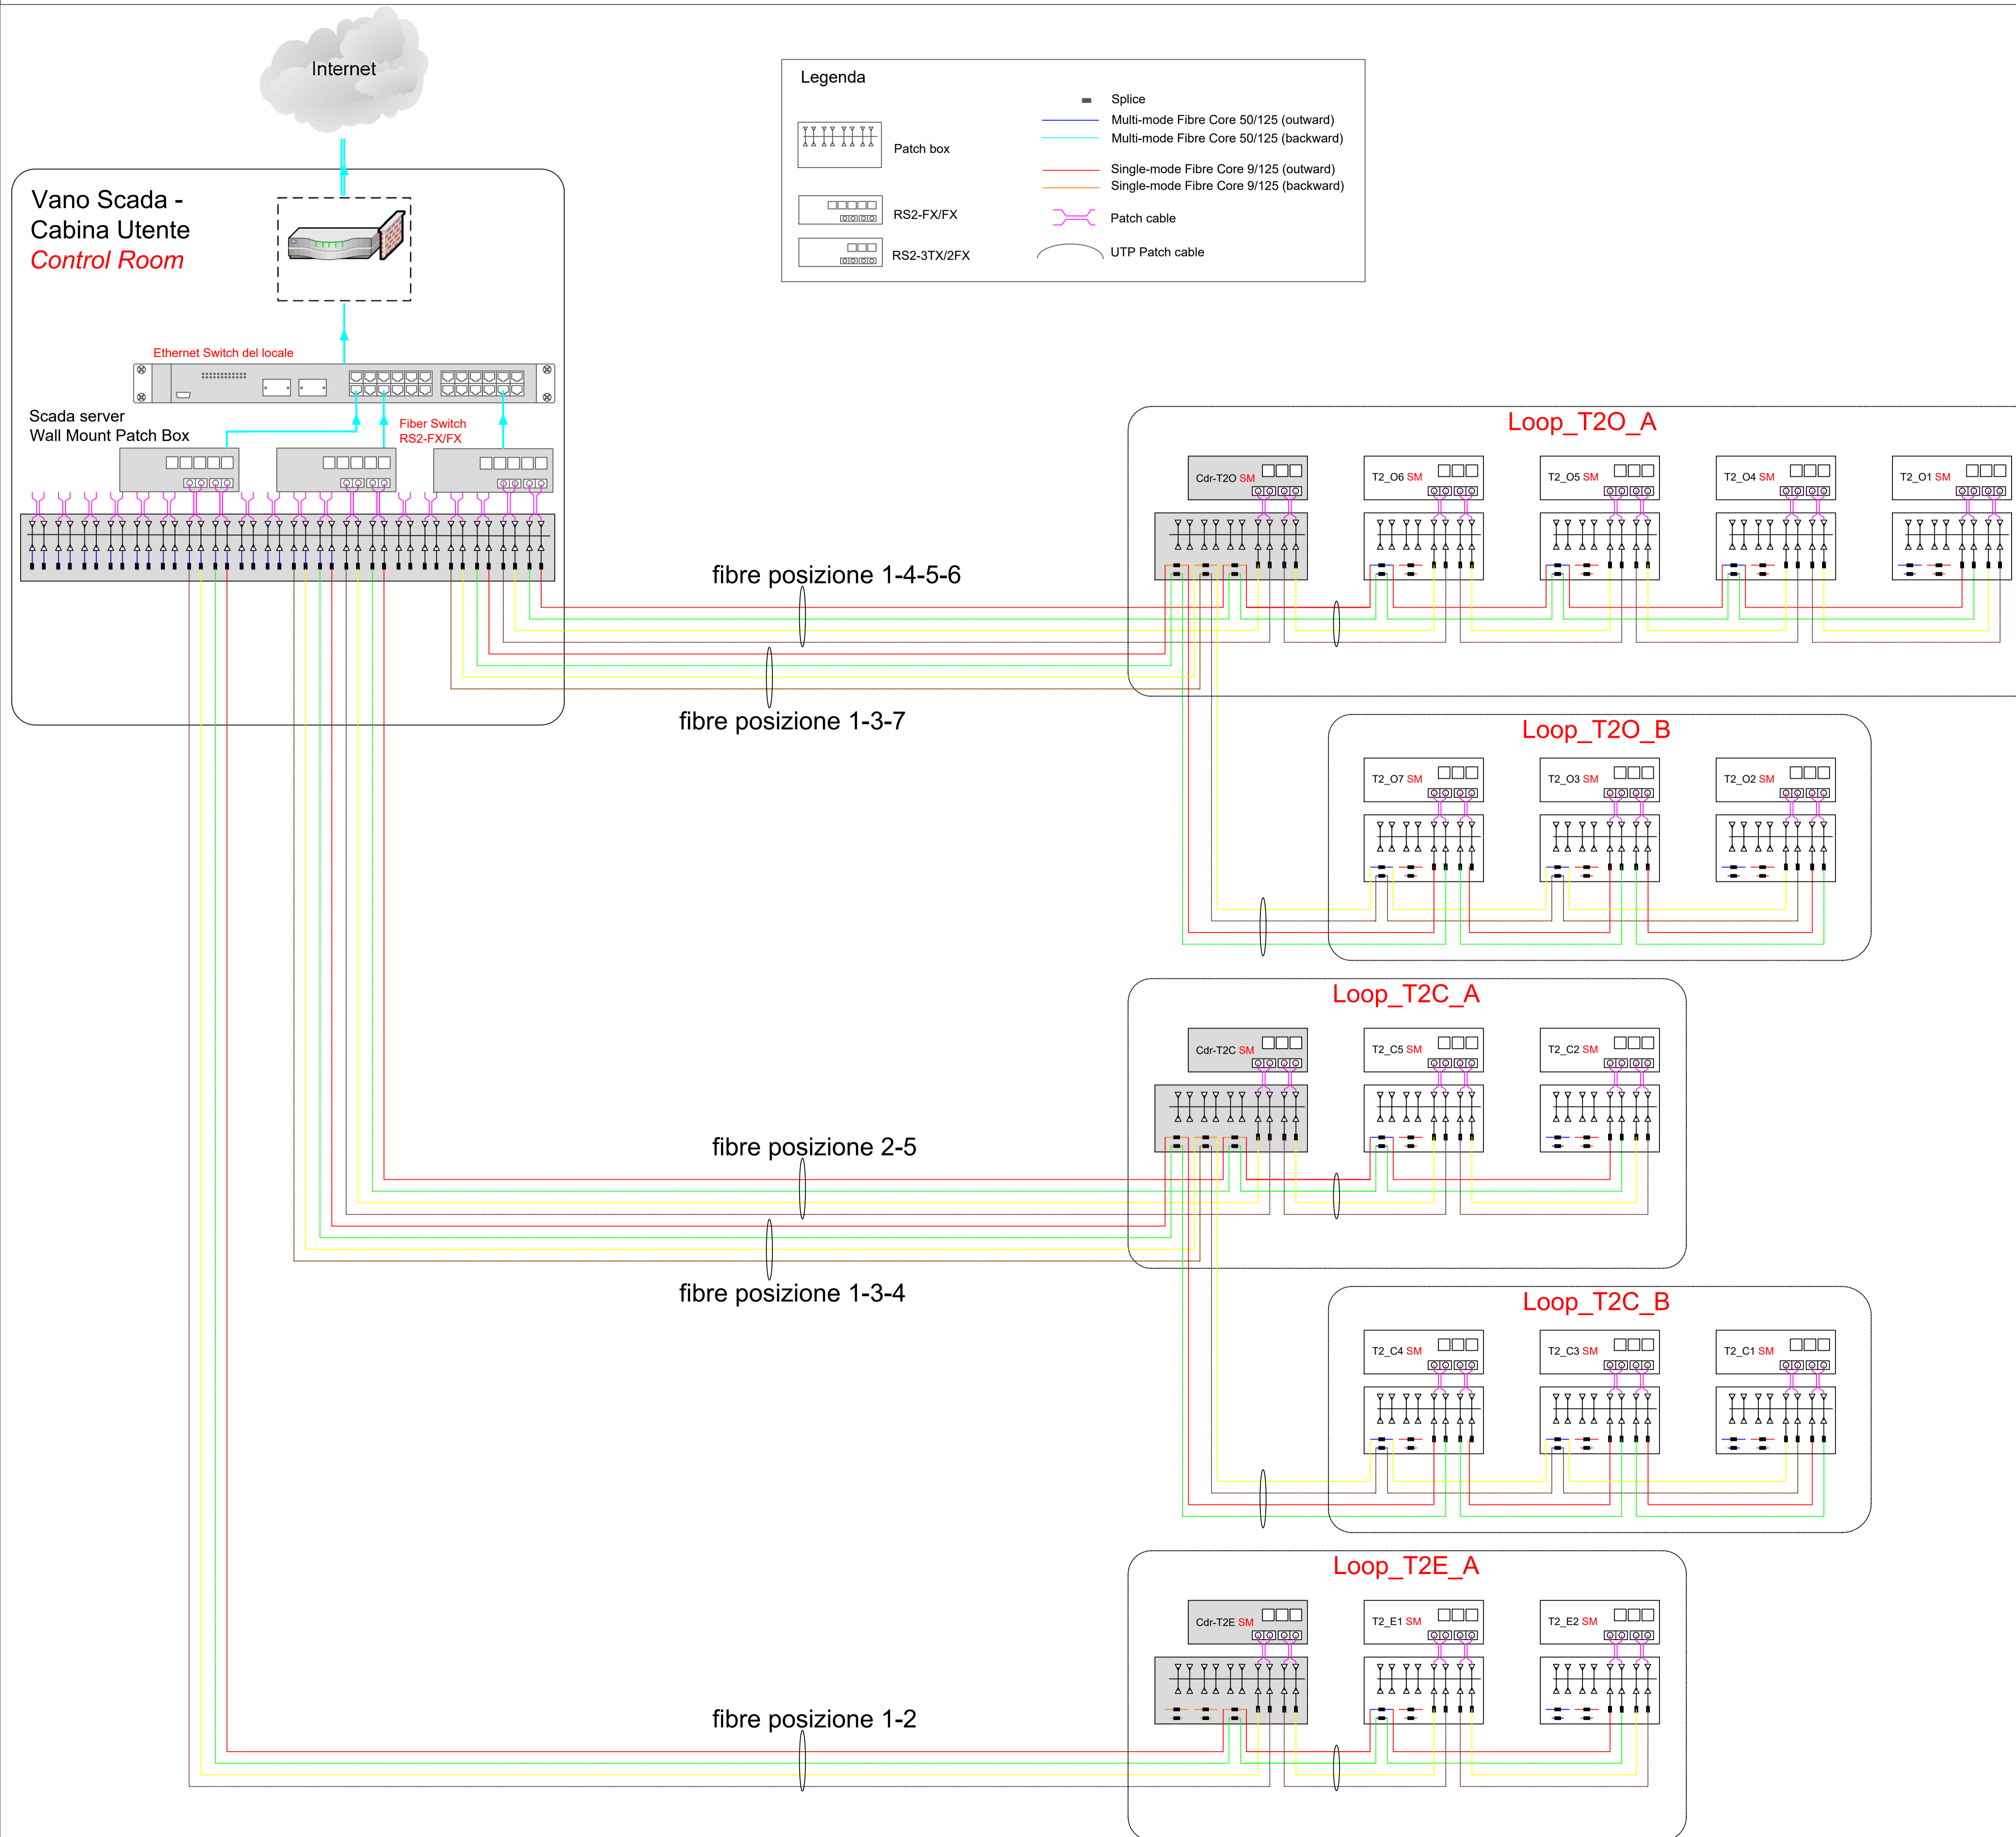 Internet
Legenda
Patch box
RS2-FX/FX
RS2-3TX/2FX
Splice
Multi-mode Fibre Core 50/125 (outward)
Multi-mode Fibre Core 50/125 (backward)
Single-mode Fibre Core 9/125 (outward)
Single-mode Fibre Core 9/125 (backward)
Patch cable
UTP Patch cable
Vano Scada -
Cabina Utente
Control Room
Ethernet Switch del locale
Scada server
Wall Mount Patch Box
Fiber Switch
RS2-FX/FX
Loop_T2O_A
Cdr-T2O SM
T2_O6 SM
T2_O5 SM
T2_O4 SM
T2_O1 SM
fibre posizione 1-4-5-6
fibre posizione 1-3-7
Loop_T2O_B
T2_O7 SM
T2_O3 SM
T2_O2 SM
Loop_T2C_A
Cdr-T2C SM
T2_C5 SM
T2_C2 SM
fibre posizione 2-5
fibre posizione 1-3-4
Loop_T2C_B
T2_C4 SM
T2_C3 SM
T2_C1 SM
Loop_T2E_A
Cdr-T2E SM
T2_E1 SM
T2_E2 SM
fibre posizione 1-2